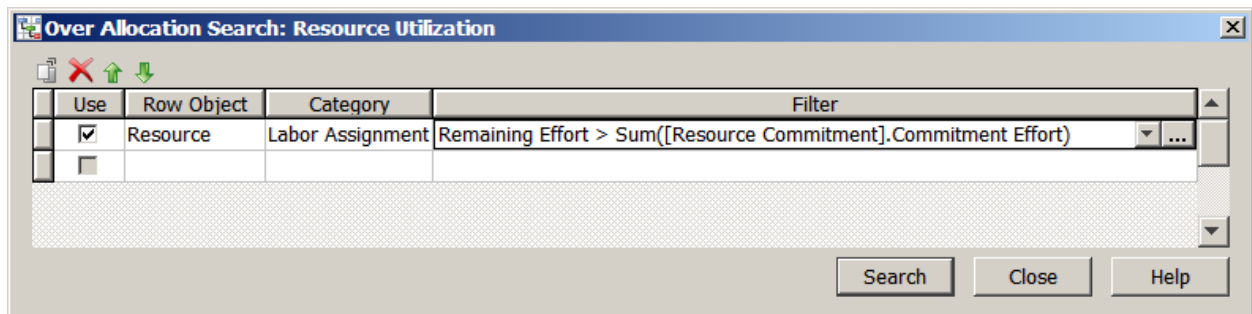 Over Allocation Search: Resource Utilization
Use Row Object Category Filter
Resource Labor Assignment Remaining Effort > Sum([Resource Commitment].Commitment Effort) ...
Search Close Help